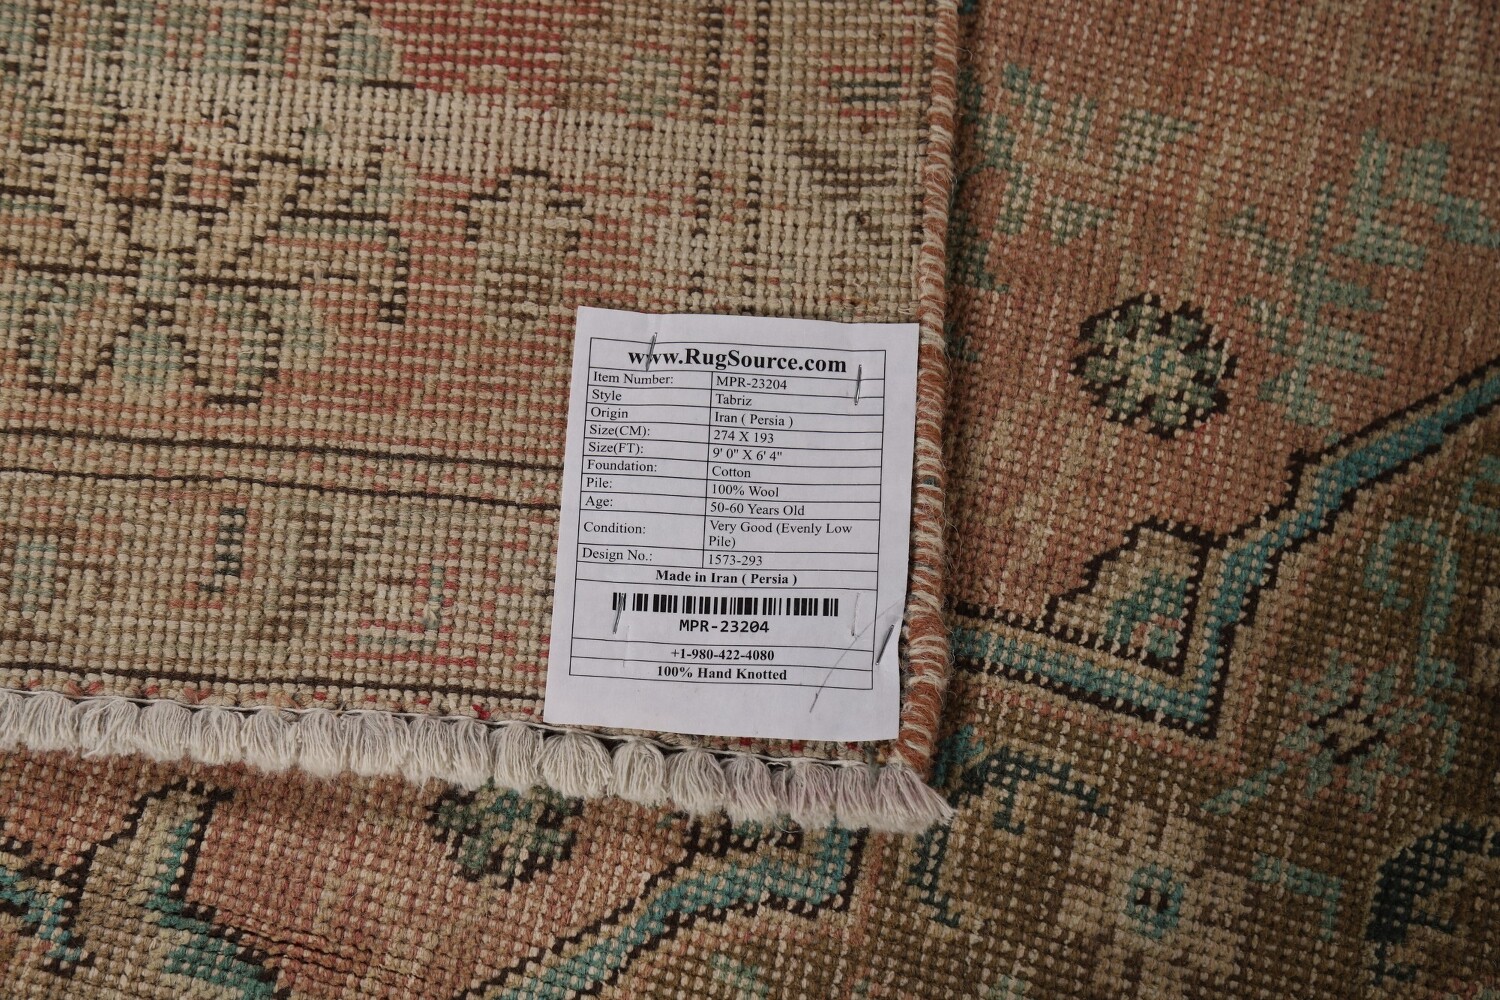 www.RugSource.com
Item Number: MPR-23204
Style Tabriz
Origin Iran ( Persia )
Size(CM): 274 X 193
Size(FT): 9' 0" X 6' 4"
Foundation: Cotton
Pile: 100% Wool
Age: 50-60 Years Old
Condition: Very Good (Evenly Low
Pile)
Design No.: 1573-293
Made in Iran ( Persia )
MPR-23204
+1-980-422-4080
100% Hand Knotted